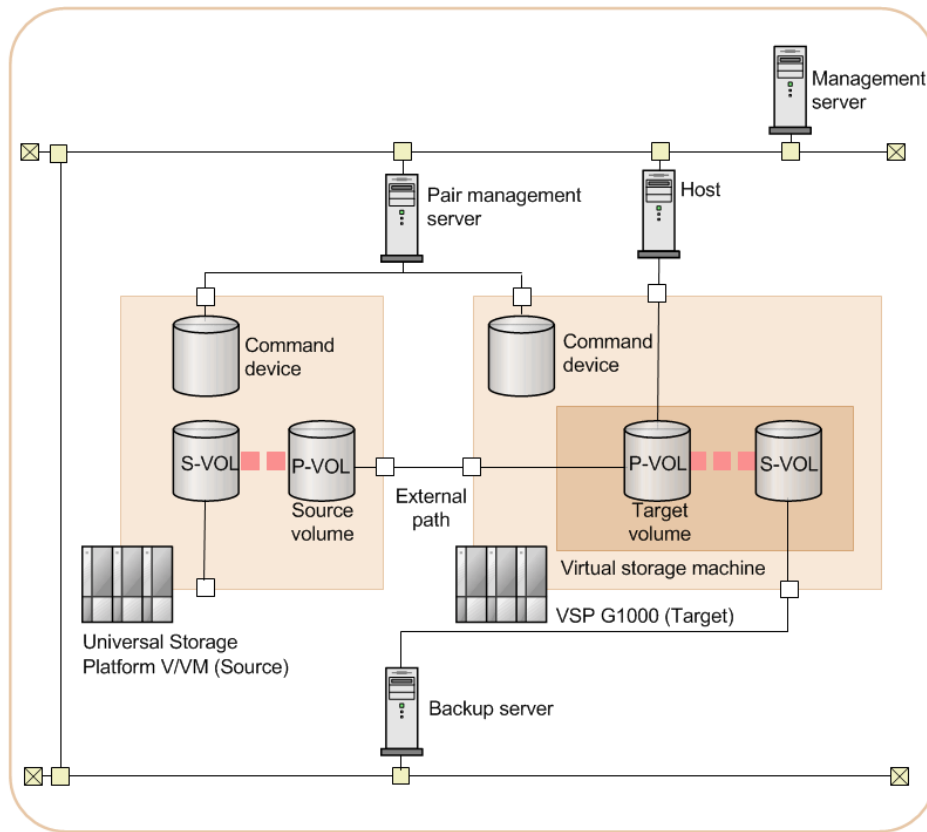 Management
server
Pair management
server
Host
Command
device
Command
device
S-VOL
P-VOL
P-VOL
S-VOL
Source
volume
External
path
Target
volume
Virtual storage machine
VSP G1000 (Target)
Universal Storage
Platform V/VM (Source)
Backup server